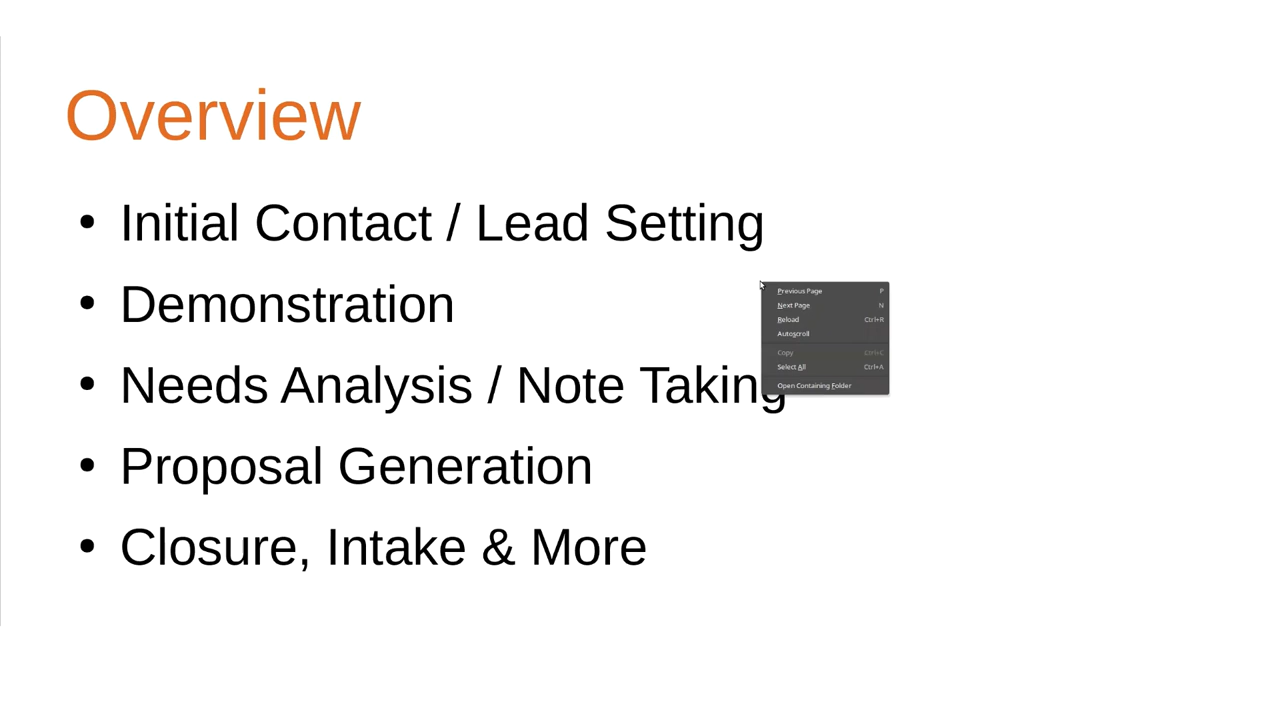 Overview
• Initial Contact / Lead Setting
• Demonstration
Previous Page P
Next Page N
Reload Ctrl+R
Autoscroll
Copy Ctrl+C
Select All Ctrl+A
Open Containing Folder
• Needs Analysis / Note Taking
• Proposal Generation
• Closure, Intake & More